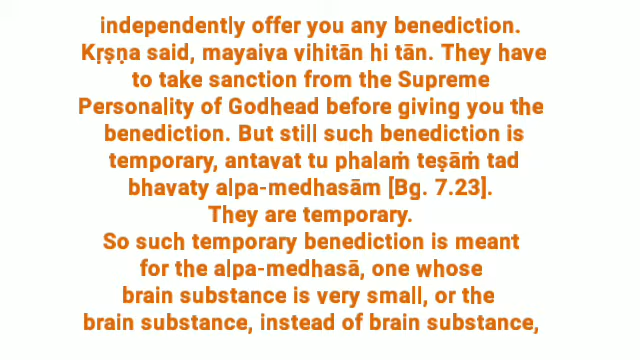 independently offer you any benediction.
Kṛṣṇa said, mayaiva vihitān hi tān. They have
to take sanction from the Supreme
Personality of Godhead before giving you the
benediction. But still such benediction is
temporary, antavat tu phalaṁ teṣāṁ tad
bhavaty alpa-medhasām [Bg. 7.23].
They are temporary.
So such temporary benediction is meant
for the alpa-medhasā, one whose
brain substance is very small, or the
brain substance, instead of brain substance,